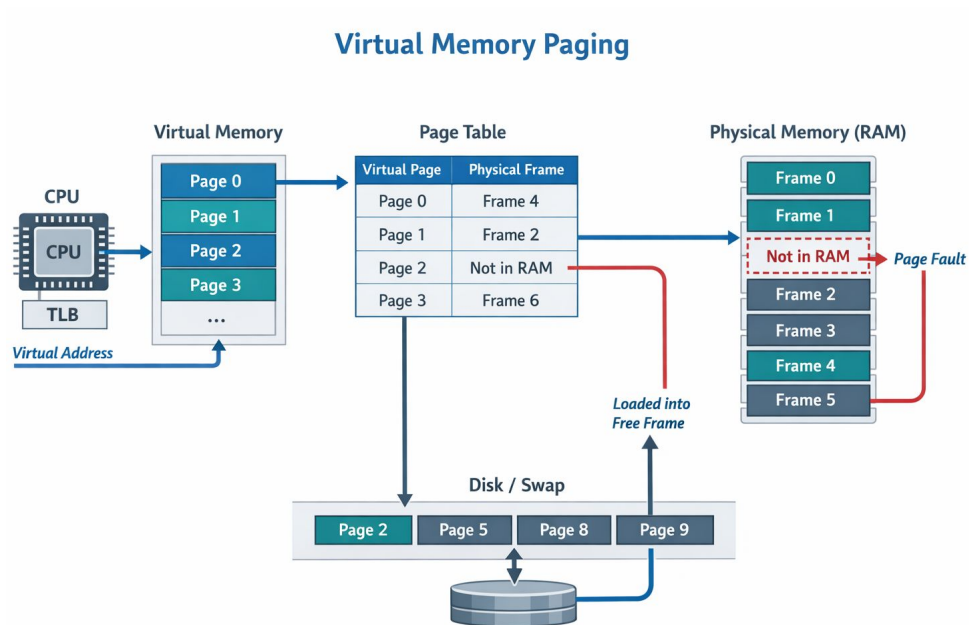 Virtual Memory Paging
CPU
CPU
TLB
Virtual Address
Virtual Memory
Page 0
Page 1
Page 2
Page 3
...
Page Table
Virtual Page Physical Frame
Page 0 Frame 4
Page 1 Frame 2
Page 2 Not in RAM
Page 3 Frame 6
Physical Memory (RAM)
Frame 0
Frame 1
Not in RAM
Page Fault
Frame 2
Frame 3
Frame 4
Frame 5
Loaded into
Free Frame
Disk / Swap
Page 2 Page 5 Page 8 Page 9